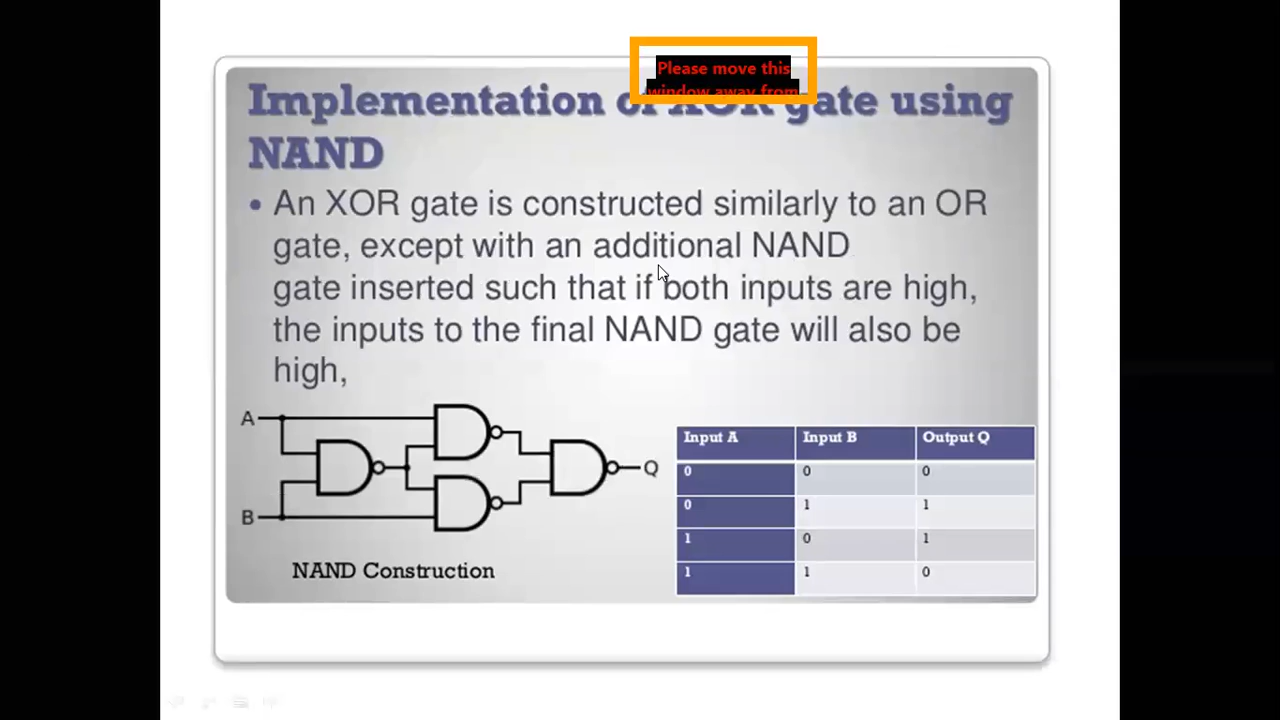 Please move this
window away from
Implementation of XOR gate using
NAND
• An XOR gate is constructed similarly to an OR
gate, except with an additional NAND
gate inserted such that if both inputs are high,
the inputs to the final NAND gate will also be
high,
A
B
Q
NAND Construction
Input A Input B Output Q
0 0 0
0 1 1
1 0 1
1 1 0